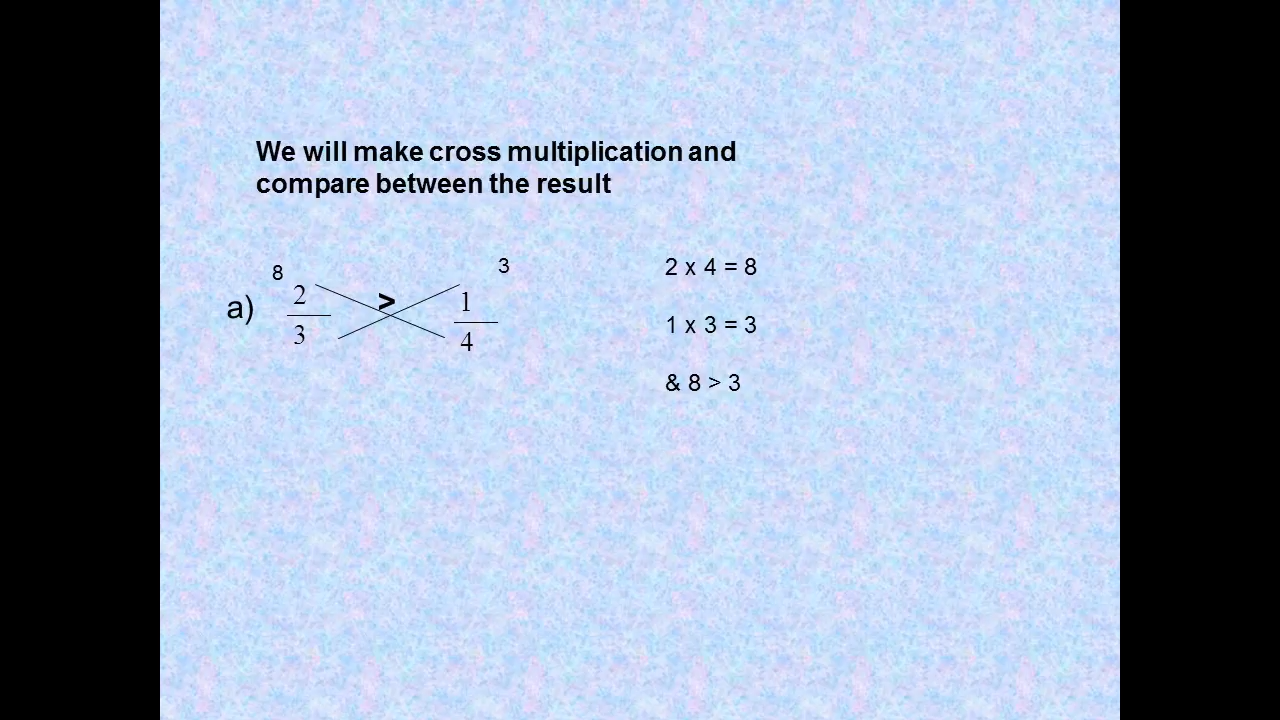 We will make cross multiplication and
compare between the result
8
3
2 x 4 = 8
a)
2
3
>
1
4
1 x 3 = 3
& 8 > 3